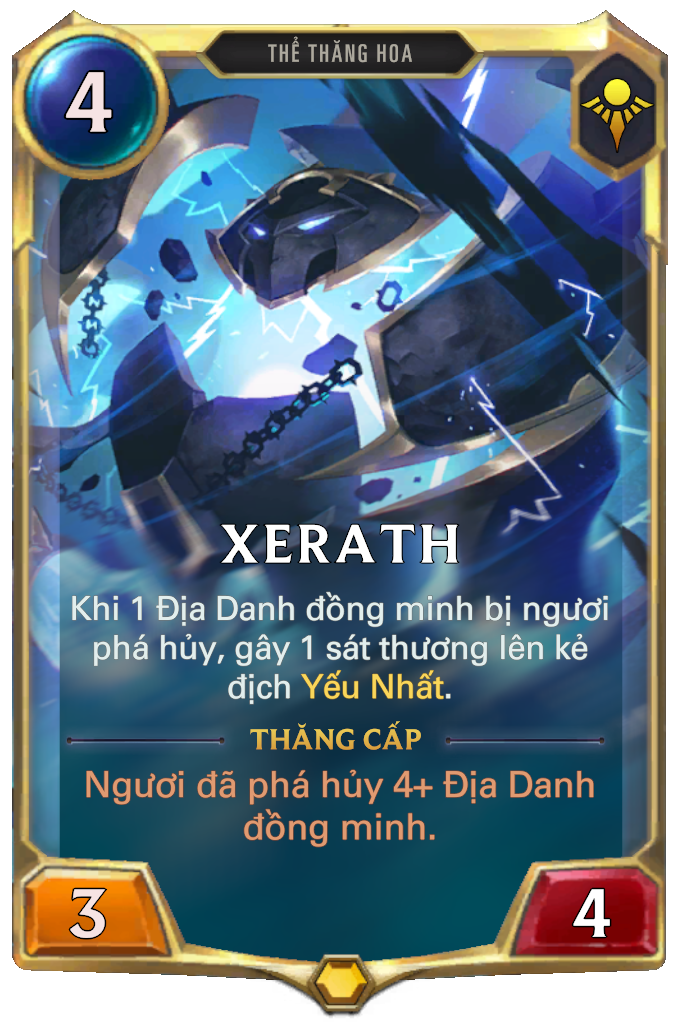 THỂ THĂNG HOA
4
XERATH
Khi 1 Địa Danh đồng minh bị ngươi
phá hủy, gây 1 sát thương lên kẻ
địch Yếu Nhất.
THĂNG CẤP
Ngươi đã phá hủy 4+ Địa Danh
đồng minh.
3
4